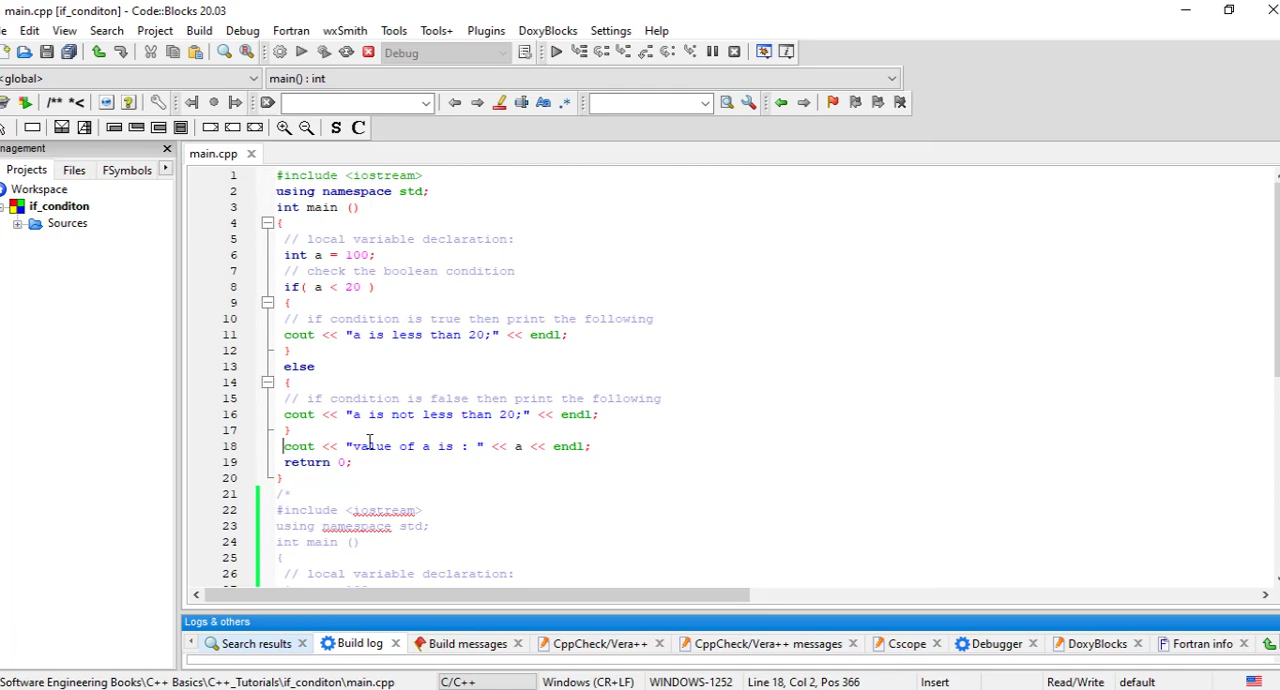 main.cpp [if_conditon] - Code::Blocks 20.03
Edit View Search Project Build Debug Fortran wxSmith Tools Tools+ Plugins DoxyBlocks Settings Help
Debug
<global> main() : int
/** *<
Aa .*
S C
nagement
Projects Files FSymbols main.cpp
Workspace
if_conditon
Sources
1 #include <iostream>
2 using namespace std;
3 int main ()
4 {
5 // local variable declaration:
6 int a = 100;
7 // check the boolean condition
8 if( a < 20 )
9 {
10 // if condition is true then print the following
11 cout << "a is less than 20;" << endl;
12 }
13 else
14 {
15 // if condition is false then print the following
16 cout << "a is not less than 20;" << endl;
17 }
18 cout << "value of a is : " << a << endl;
19 return 0;
20 }
21 /*
22 #include <iostream>
23 using namespace std;
24 int main ()
25 {
26 // local variable declaration:
Logs & others
Search results Build log Build messages CppCheck/Vera++ CppCheck/Vera++ messages Cscope Debugger DoxyBlocks Fortran info
Software Engineering Books\C++ Basics\C++_Tutorials\if_conditon\main.cpp C/C++ Windows (CR+LF) WINDOWS-1252 Line 18, Col 2, Pos 366 Insert Read/Write default